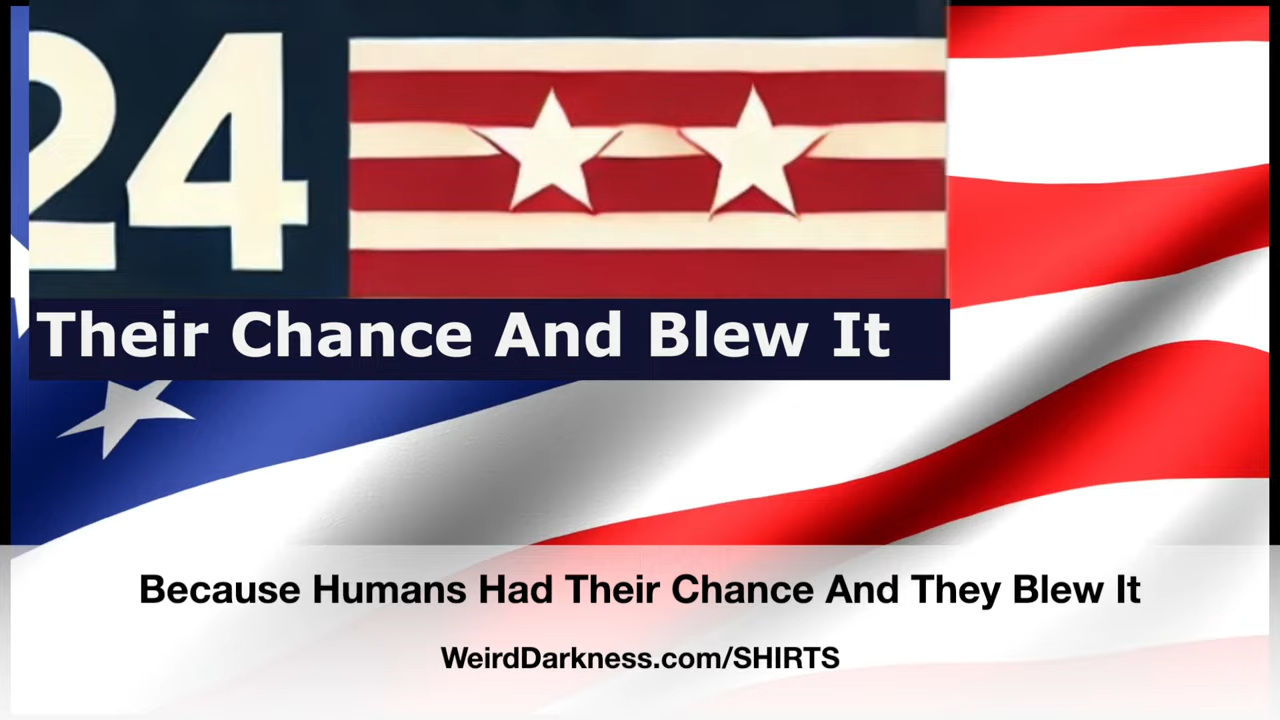 24
Their Chance And Blew It
Because Humans Had Their Chance And They Blew It
WeirdDarkness.com/SHIRTS